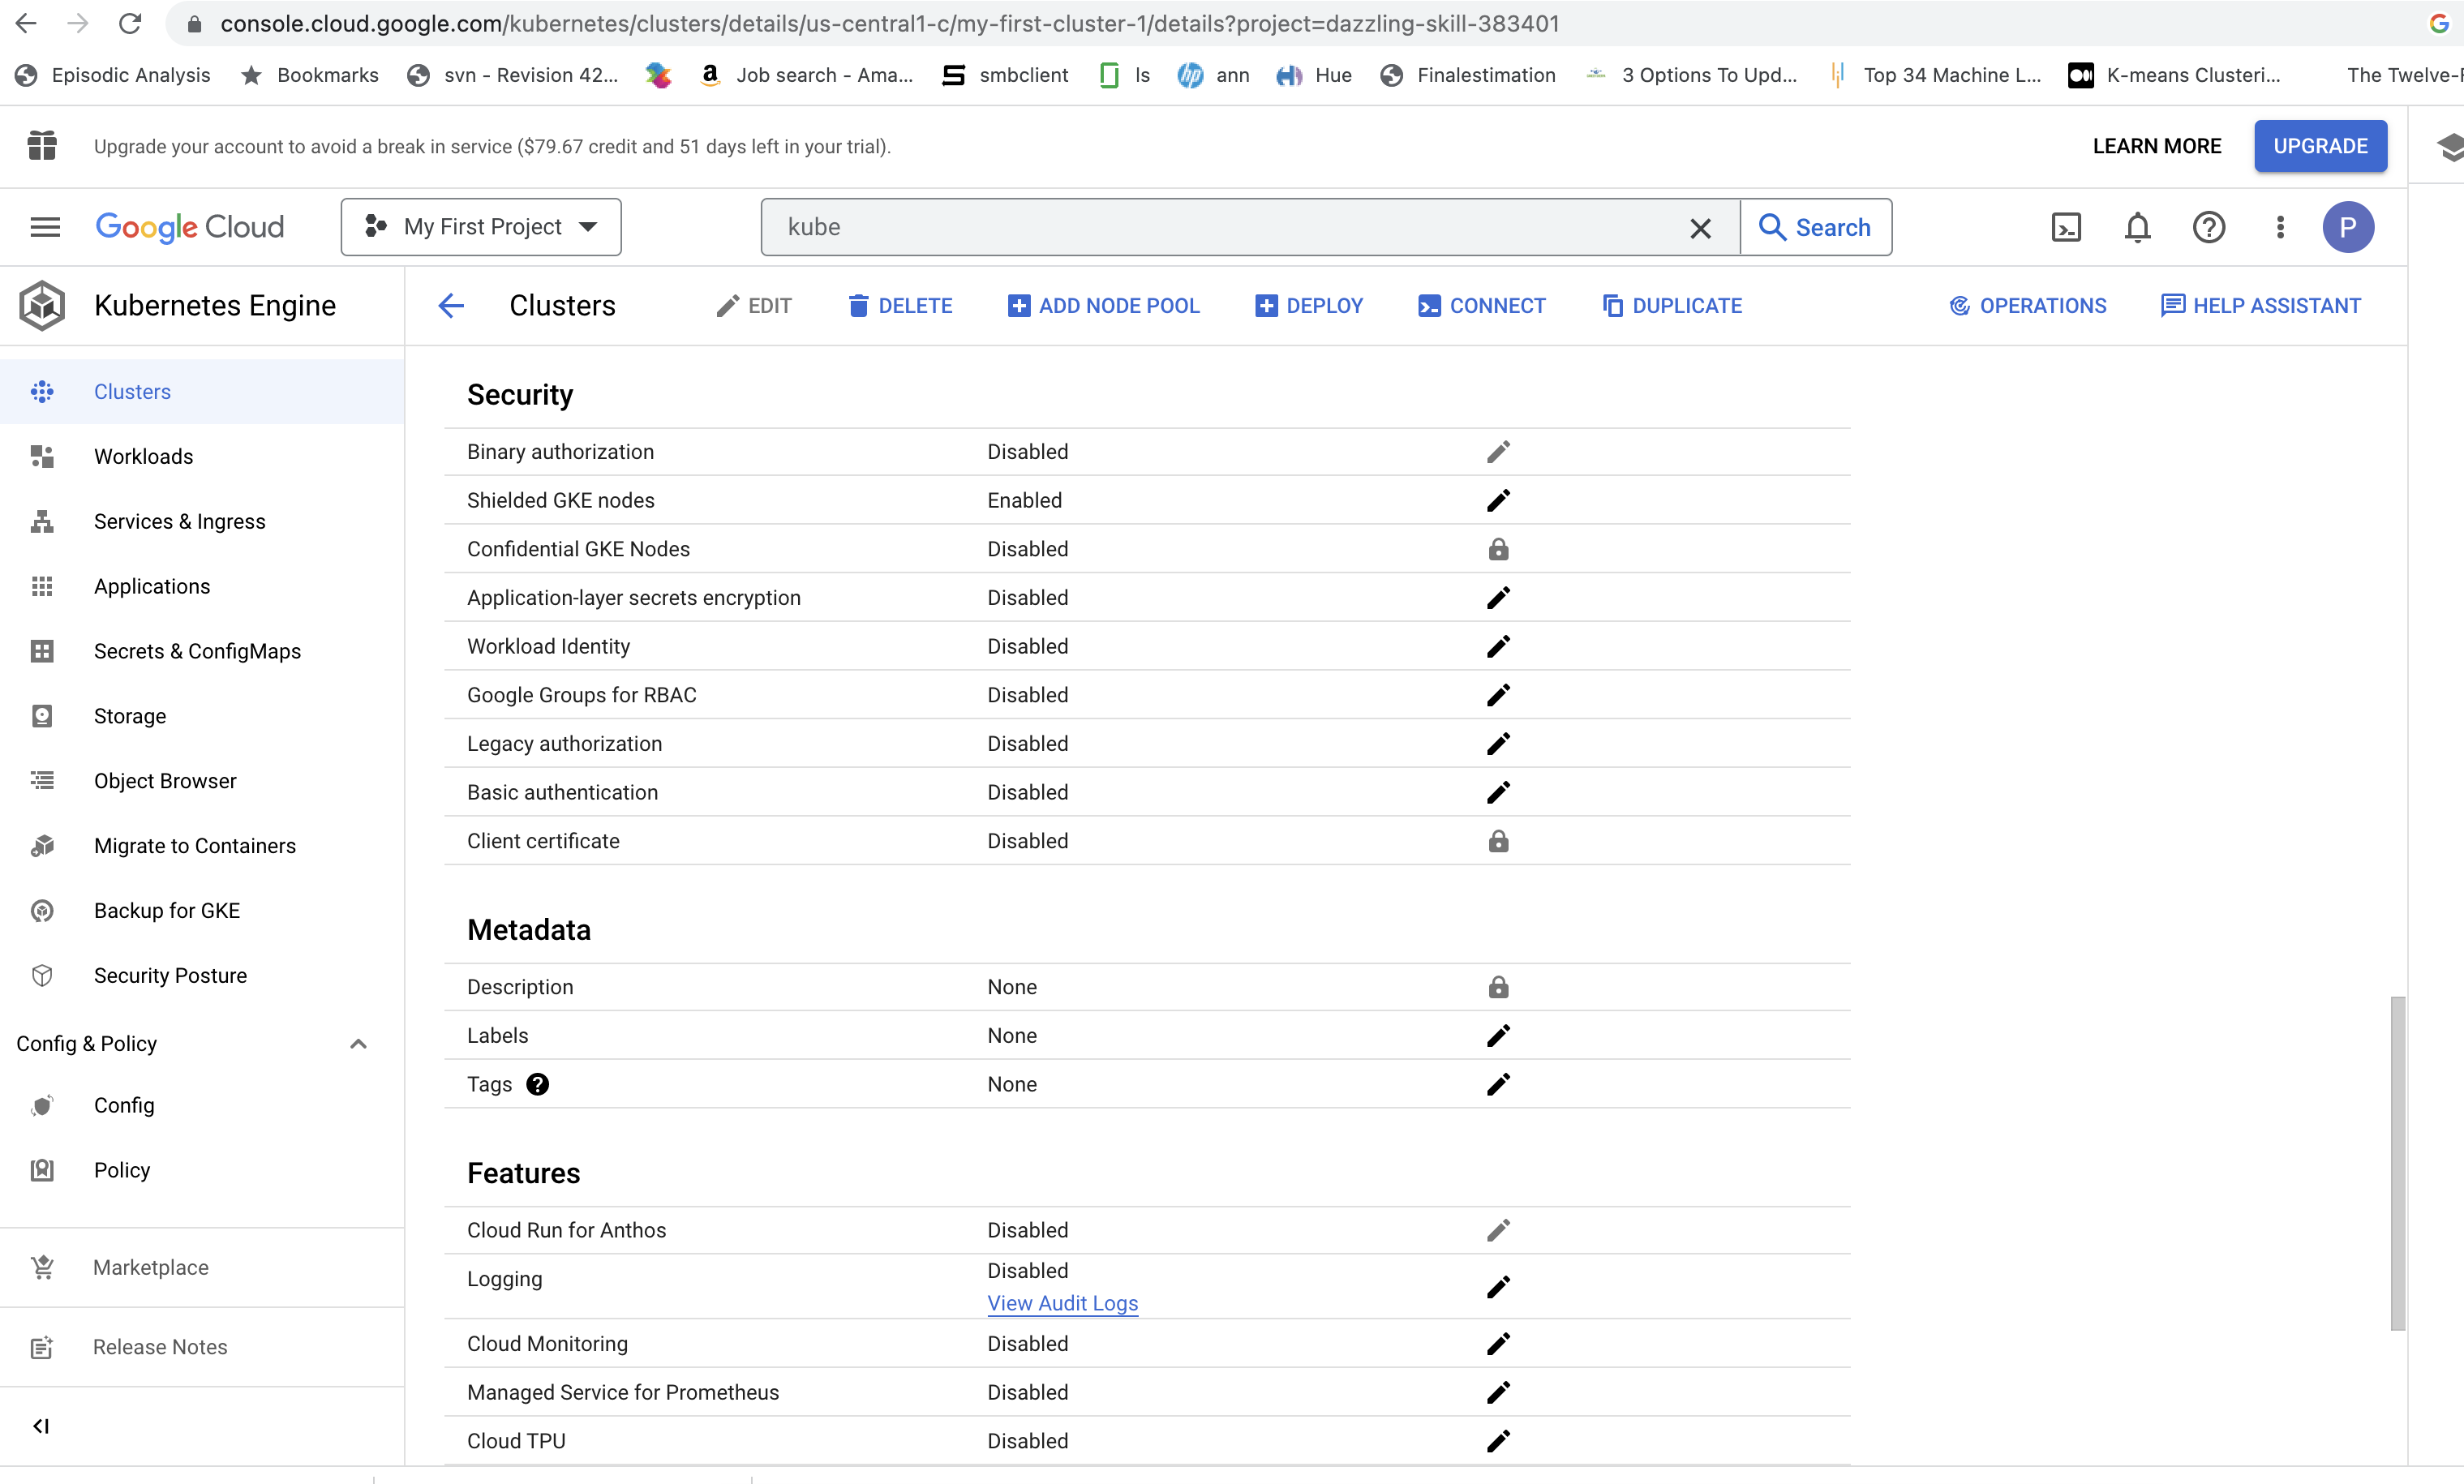 console.cloud.google.com/kubernetes/clusters/details/us-central1-c/my-first-cluster-1/details?project=dazzling-skill-383401
Episodic Analysis Bookmarks svn - Revision 42... Job search - Ama... smbclient ls ann Hue Finalestimation 3 Options To Upd... Top 34 Machine L... K-means Clusteri... The Twelve-F
Upgrade your account to avoid a break in service ($79.67 credit and 51 days left in your trial). LEARN MORE UPGRADE
Google Cloud My First Project kube Search P
Kubernetes Engine
Clusters EDIT DELETE ADD NODE POOL DEPLOY CONNECT DUPLICATE OPERATIONS HELP ASSISTANT
Clusters
Workloads
Services & Ingress
Applications
Secrets & ConfigMaps
Storage
Object Browser
Migrate to Containers
Backup for GKE
Security Posture
Config & Policy
Config
Policy
Marketplace
Release Notes
Security
Binary authorization Disabled
Shielded GKE nodes Enabled
Confidential GKE Nodes Disabled
Application-layer secrets encryption Disabled
Workload Identity Disabled
Google Groups for RBAC Disabled
Legacy authorization Disabled
Basic authentication Disabled
Client certificate Disabled
Metadata
Description None
Labels None
Tags None
Features
Cloud Run for Anthos Disabled
Logging Disabled
View Audit Logs
Cloud Monitoring Disabled
Managed Service for Prometheus Disabled
Cloud TPU Disabled